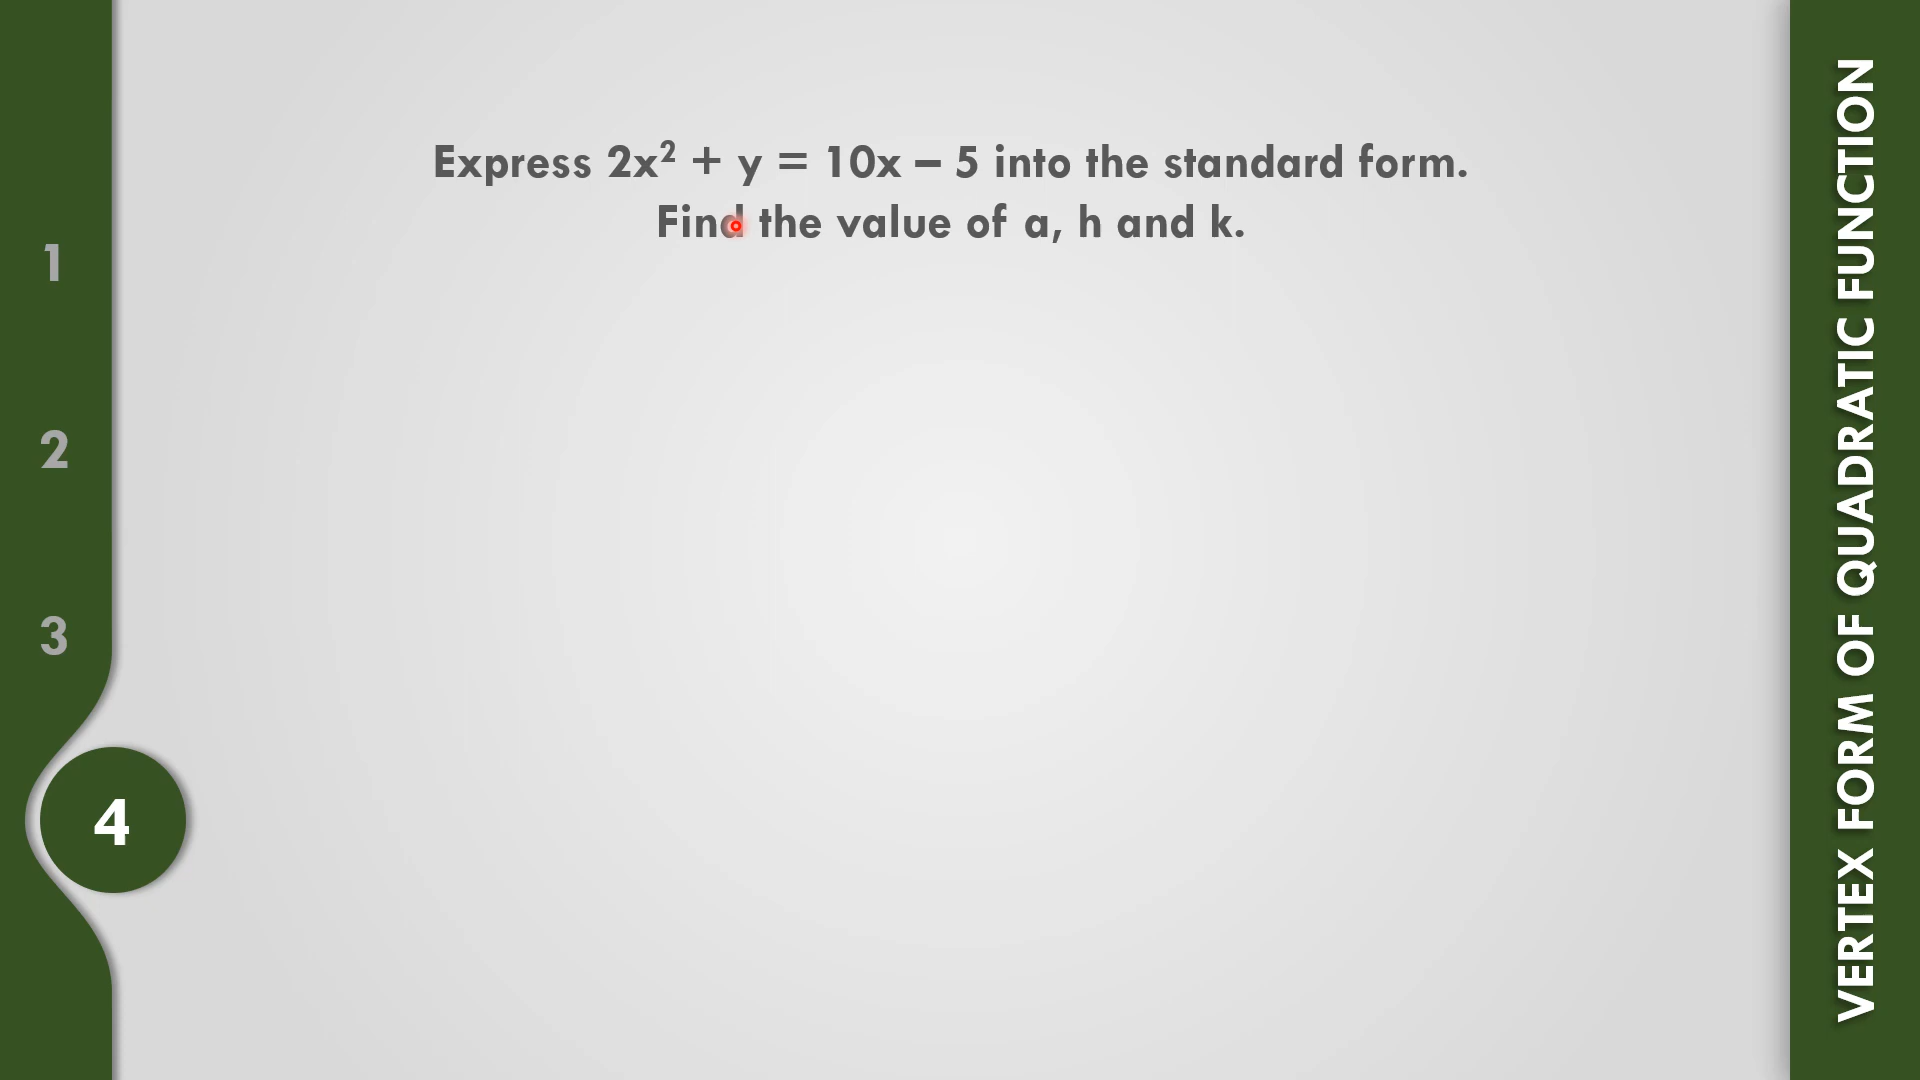 Express 2x² + y = 10x – 5 into the standard form.
Find the value of a, h and k.
1
2
3
4
VERTEX FORM OF QUADRATIC FUNCTION